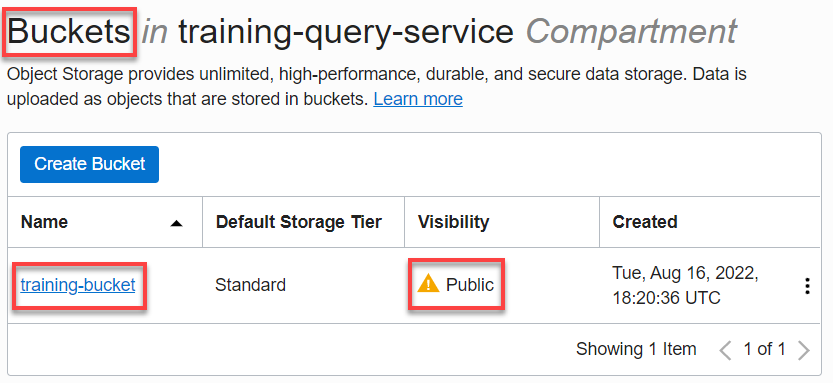 Buckets in training-query-service Compartment
Object Storage provides unlimited, high-performance, durable, and secure data storage. Data is
uploaded as objects that are stored in buckets. Learn more
Create Bucket
Name Default Storage Tier Visibility Created
training-bucket Standard Public Tue, Aug 16, 2022,
18:20:36 UTC
Showing 1 Item 1 of 1